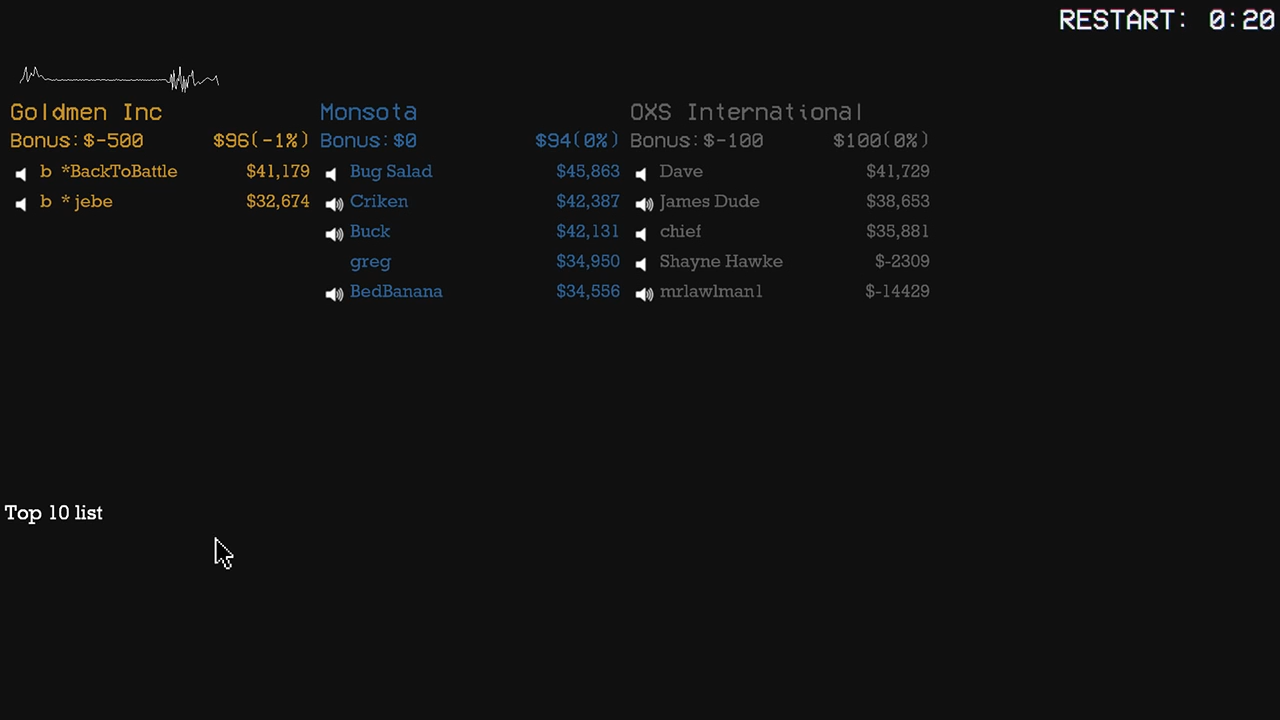 RESTART: 0:20
Goldmen Inc
Bonus: $-500 $96(-1%)
b *BackToBattle $41,179
b * jebe $32,674
Monsota
Bonus: $0 $94(0%)
Bug Salad $45,863
Criken $42,387
Buck $42,131
greg $34,950
BedBanana $34,556
OXS International
Bonus: $-100 $100(0%)
Dave $41,729
James Dude $38,653
chief $35,881
Shayne Hawke $-2309
mrlawlman1 $-14429
Top 10 list